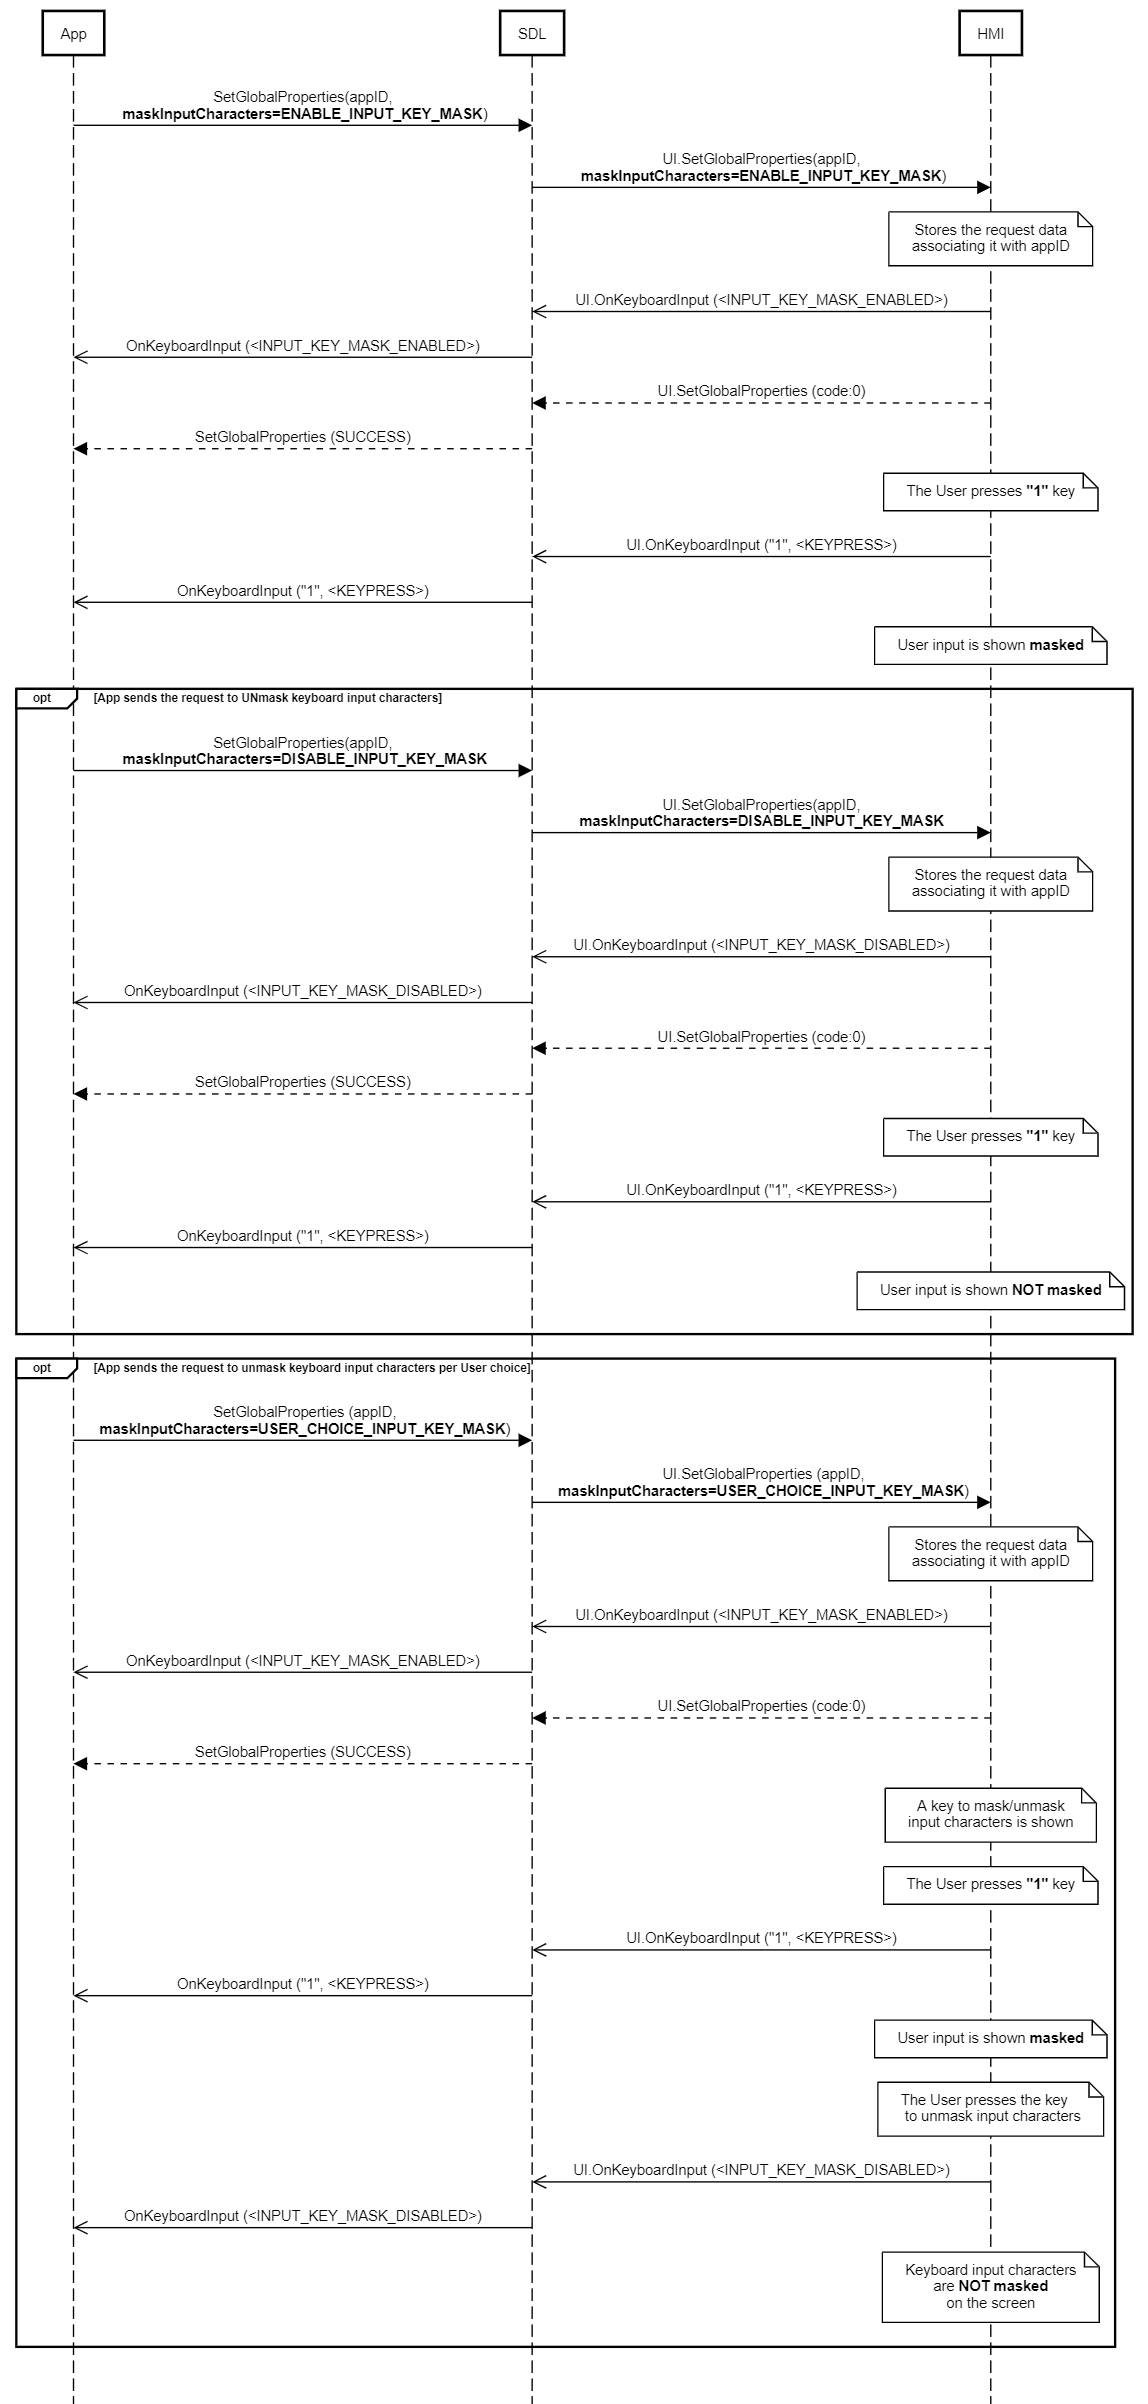 App
SDL
HMI
SetGlobalProperties(appID,
maskInputCharacters=ENABLE_INPUT_KEY_MASK)
UI.SetGlobalProperties(appID,
maskInputCharacters=ENABLE_INPUT_KEY_MASK)
Stores the request data
associating it with appID
UI.OnKeyboardInput (<INPUT_KEY_MASK_ENABLED>)
OnKeyboardInput (<INPUT_KEY_MASK_ENABLED>)
UI.SetGlobalProperties (code:0)
SetGlobalProperties (SUCCESS)
The User presses "1" key
UI.OnKeyboardInput ("1", <KEYPRESS>)
OnKeyboardInput ("1", <KEYPRESS>)
User input is shown masked
opt
[App sends the request to UNmask keyboard input characters]
SetGlobalProperties(appID,
maskInputCharacters=DISABLE_INPUT_KEY_MASK
UI.SetGlobalProperties(appID,
maskInputCharacters=DISABLE_INPUT_KEY_MASK
Stores the request data
associating it with appID
UI.OnKeyboardInput (<INPUT_KEY_MASK_DISABLED>)
OnKeyboardInput (<INPUT_KEY_MASK_DISABLED>)
UI.SetGlobalProperties (code:0)
SetGlobalProperties (SUCCESS)
The User presses "1" key
UI.OnKeyboardInput ("1", <KEYPRESS>)
OnKeyboardInput ("1", <KEYPRESS>)
User input is shown NOT masked
opt
[App sends the request to unmask keyboard input characters per User choice]
SetGlobalProperties (appID,
maskInputCharacters=USER_CHOICE_INPUT_KEY_MASK)
UI.SetGlobalProperties (appID,
maskInputCharacters=USER_CHOICE_INPUT_KEY_MASK)
Stores the request data
associating it with appID
UI.OnKeyboardInput (<INPUT_KEY_MASK_ENABLED>)
OnKeyboardInput (<INPUT_KEY_MASK_ENABLED>)
UI.SetGlobalProperties (code:0)
SetGlobalProperties (SUCCESS)
A key to mask/unmask
input characters is shown
The User presses "1" key
UI.OnKeyboardInput ("1", <KEYPRESS>)
OnKeyboardInput ("1", <KEYPRESS>)
User input is shown masked
The User presses the key
to unmask input characters
UI.OnKeyboardInput (<INPUT_KEY_MASK_DISABLED>)
OnKeyboardInput (<INPUT_KEY_MASK_DISABLED>)
Keyboard input characters
are NOT masked
on the screen